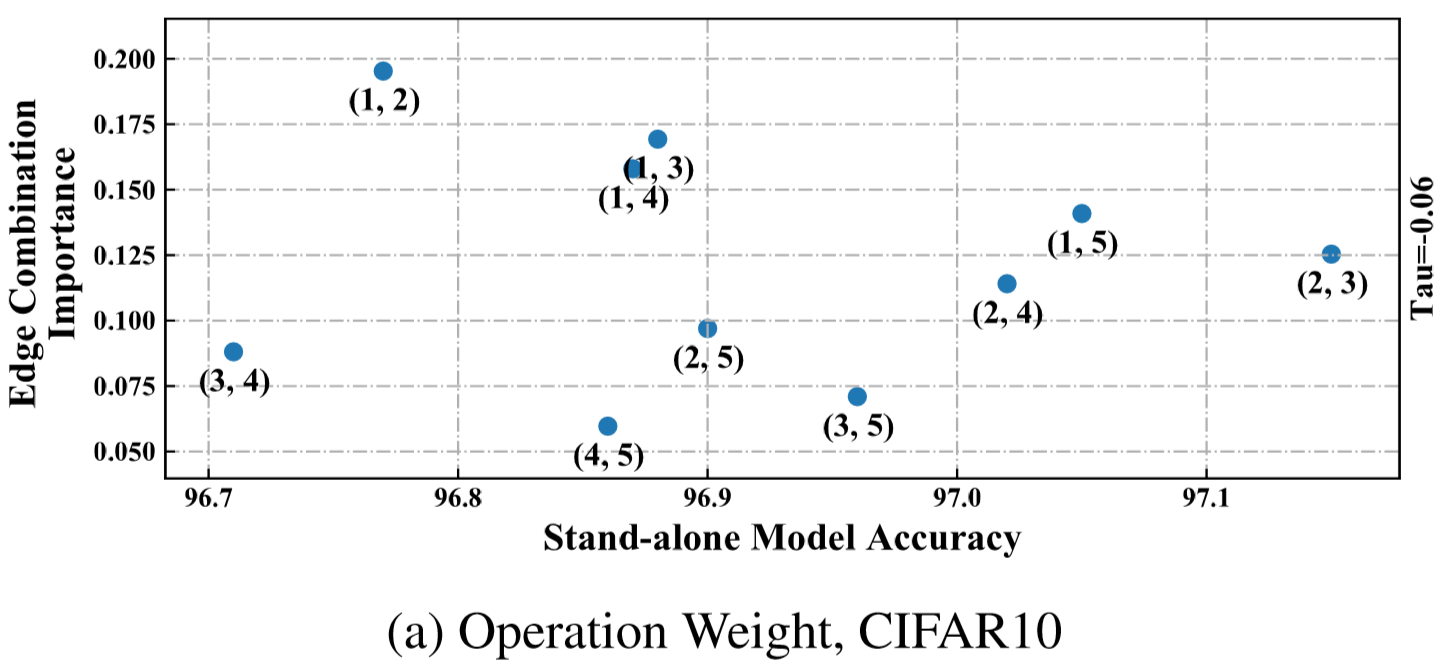 Edge Combination
Importance
0.200
0.175
0.150
0.125
0.100
0.075
0.050
(1, 2)
(1, 3)
(1, 4)
(1, 5)
(2, 3)
(2, 4)
(2, 5)
(3, 4)
(3, 5)
(4, 5)
Tau=-0.06
96.7 96.8 96.9 97.0 97.1
Stand-alone Model Accuracy
(a) Operation Weight, CIFAR10